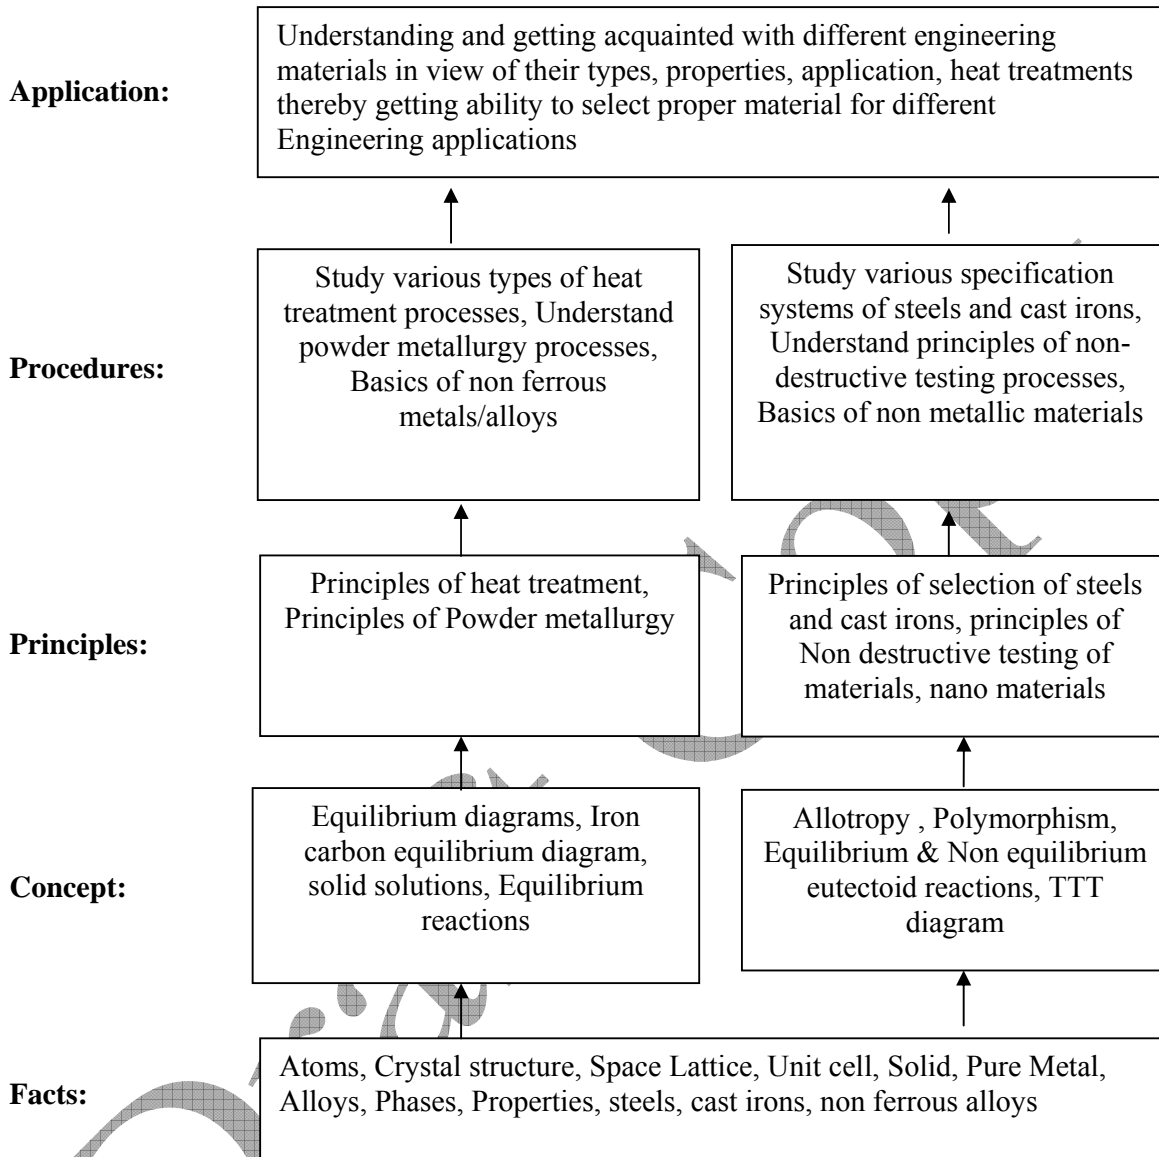 Application:
Understanding and getting acquainted with different engineering
materials in view of their types, properties, application, heat treatments
thereby getting ability to select proper material for different
Engineering applications
Procedures:
Study various types of heat
treatment processes, Understand
powder metallurgy processes,
Basics of non ferrous
metals/alloys
Study various specification
systems of steels and cast irons,
Understand principles of non-
destructive testing processes,
Basics of non metallic materials
Principles:
Principles of heat treatment,
Principles of Powder metallurgy
Principles of selection of steels
and cast irons, principles of
Non destructive testing of
materials, nano materials
Concept:
Equilibrium diagrams, Iron
carbon equilibrium diagram,
solid solutions, Equilibrium
reactions
Allotropy , Polymorphism,
Equilibrium & Non equilibrium
eutectoid reactions, TTT
diagram
Facts:
Atoms, Crystal structure, Space Lattice, Unit cell, Solid, Pure Metal,
Alloys, Phases, Properties, steels, cast irons, non ferrous alloys